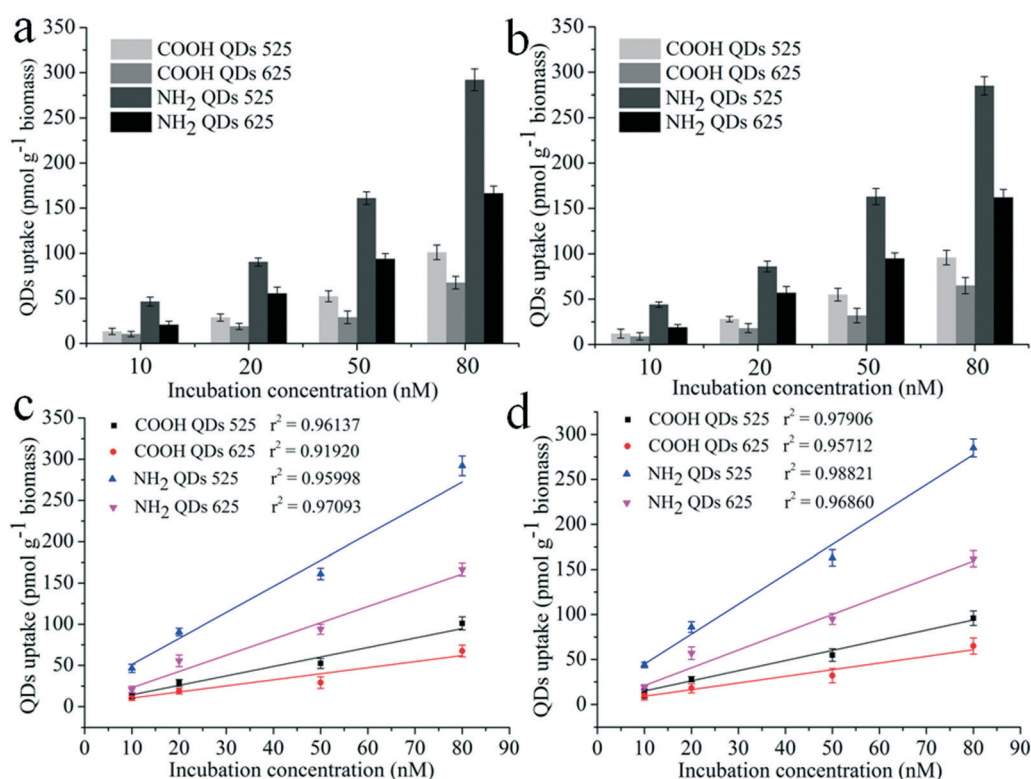 a
350
300
250
200
150
100
50
0
QDs uptake (pmol g⁻¹ biomass)
COOH QDs 525
COOH QDs 625
NH₂ QDs 525
NH₂ QDs 625
10 20 50 80
Incubation concentration (nM)
b
350
300
250
200
150
100
50
0
QDs uptake (pmol g⁻¹ biomass)
COOH QDs 525
COOH QDs 625
NH₂ QDs 525
NH₂ QDs 625
10 20 50 80
Incubation concentration (nM)
c
350
300
250
200
150
100
50
0
QDs uptake (pmol g⁻¹ biomass)
COOH QDs 525 r² = 0.96137
COOH QDs 625 r² = 0.91920
NH₂ QDs 525 r² = 0.95998
NH₂ QDs 625 r² = 0.97093
0 10 20 30 40 50 60 70 80 90
Incubation concentration (nM)
d
300
250
200
150
100
50
0
QDs uptake (pmol g⁻¹ biomass)
COOH QDs 525 r² = 0.97906
COOH QDs 625 r² = 0.95712
NH₂ QDs 525 r² = 0.98821
NH₂ QDs 625 r² = 0.96860
0 10 20 30 40 50 60 70 80 90
Incubation concentration (nM)